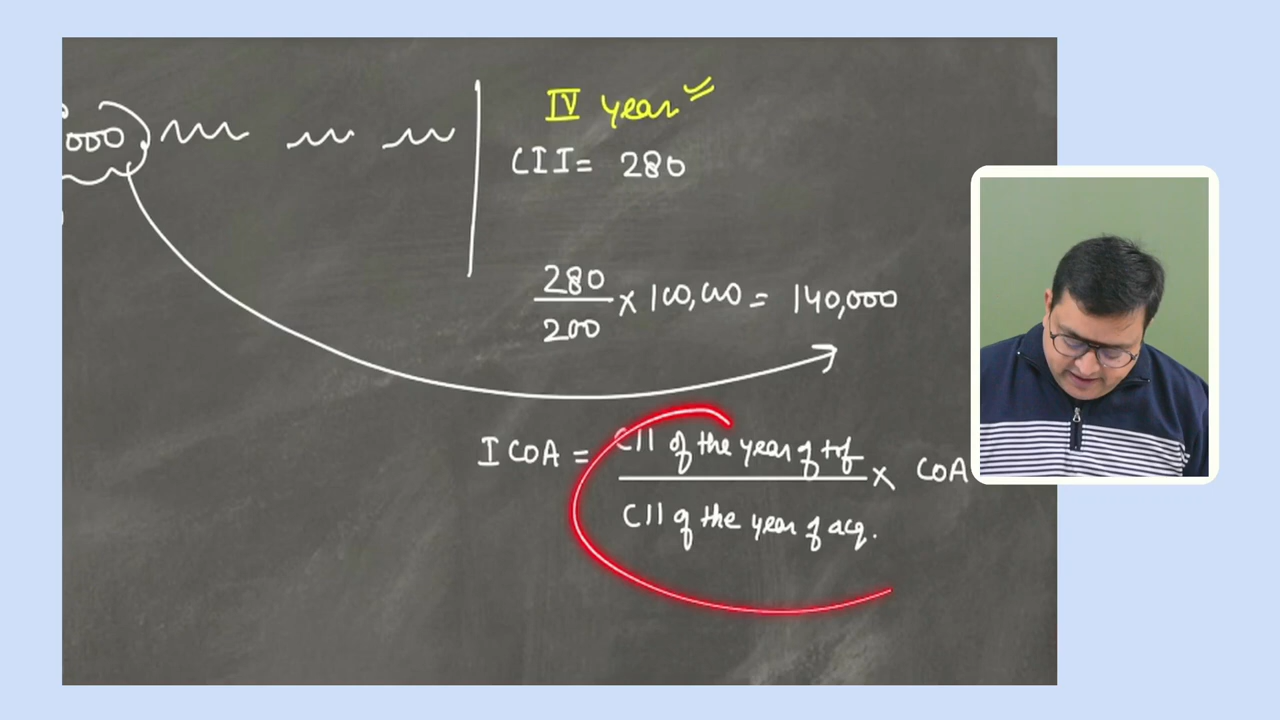 IV year
000
CII = 280
280/200 × 100,000 = 140,000
ICOA = CII of the year of trf / CII of the year of acq. × COA